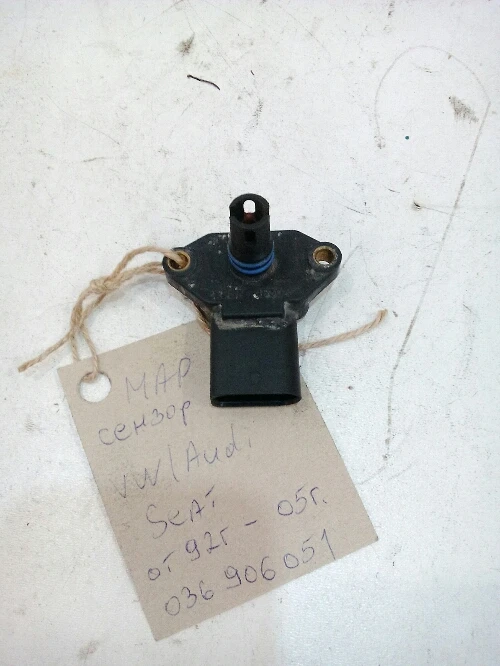 MAP
сензор
VW/Audi
Seat
от 92г - 05г.
036 906 051